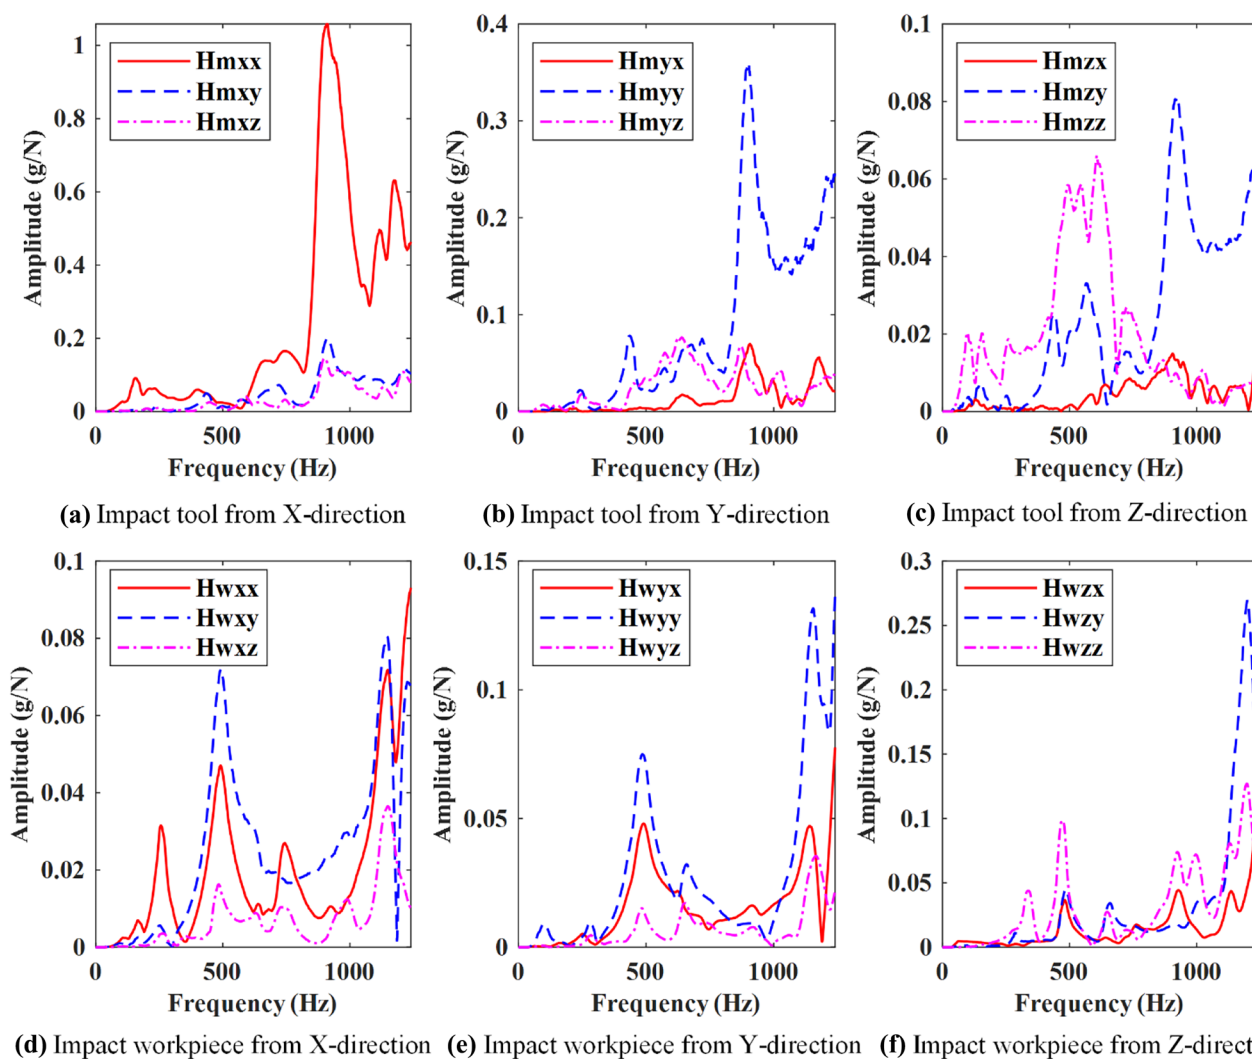 1
0.8
0.6
0.4
0.2
0
Amplitude (g/N)
Hmxx
Hmxy
Hmxz
0 500 1000
Frequency (Hz)
(a) Impact tool from X-direction
0.4
0.3
0.2
0.1
0
Amplitude (g/N)
Hmyx
Hmyy
Hmyz
0 500 1000
Frequency (Hz)
(b) Impact tool from Y-direction
0.1
0.08
0.06
0.04
0.02
0
Amplitude (g/N)
Hmzx
Hmzy
Hmzz
0 500 1000
Frequency (Hz)
(c) Impact tool from Z-direction
0.1
0.08
0.06
0.04
0.02
0
Amplitude (g/N)
Hwxx
Hwxy
Hwxz
0 500 1000
Frequency (Hz)
(d) Impact workpiece from X-direction
0.15
0.1
0.05
0
Amplitude (g/N)
Hwyx
Hwyy
Hwyz
0 500 1000
Frequency (Hz)
(e) Impact workpiece from Y-direction
0.3
0.25
0.2
0.15
0.1
0.05
0
Amplitude (g/N)
Hwzx
Hwzy
Hwzz
0 500 1000
Frequency (Hz)
(f) Impact workpiece from Z-direct